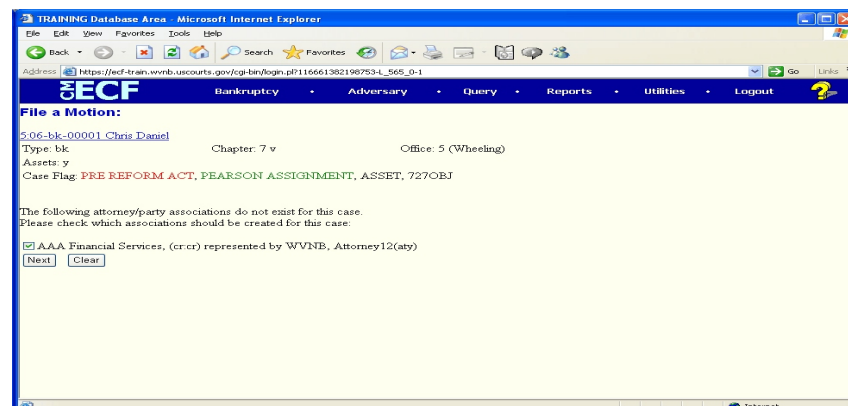 TRAINING Database Area - Microsoft Internet Explorer
File Edit View Favorites Tools Help
Back Search Favorites
Address https://ecf-train.wvnb.uscourts.gov/cgi-bin/login.pl?116661382198753-L_565_0-1 Go Links
CM ECF Bankruptcy • Adversary • Query • Reports • Utilities • Logout ?
File a Motion:
5:06-bk-00001 Chris Daniel
Type: bk Chapter: 7 v Office: 5 (Wheeling)
Assets: y
Case Flag: PRE REFORM ACT, PEARSON ASSIGNMENT, ASSET, 727OBJ
The following attorney/party associations do not exist for this case.
Please check which associations should be created for this case:
AAA Financial Services, (cr:cr) represented by WVNB, Attorney12(aty)
Next Clear
Internet